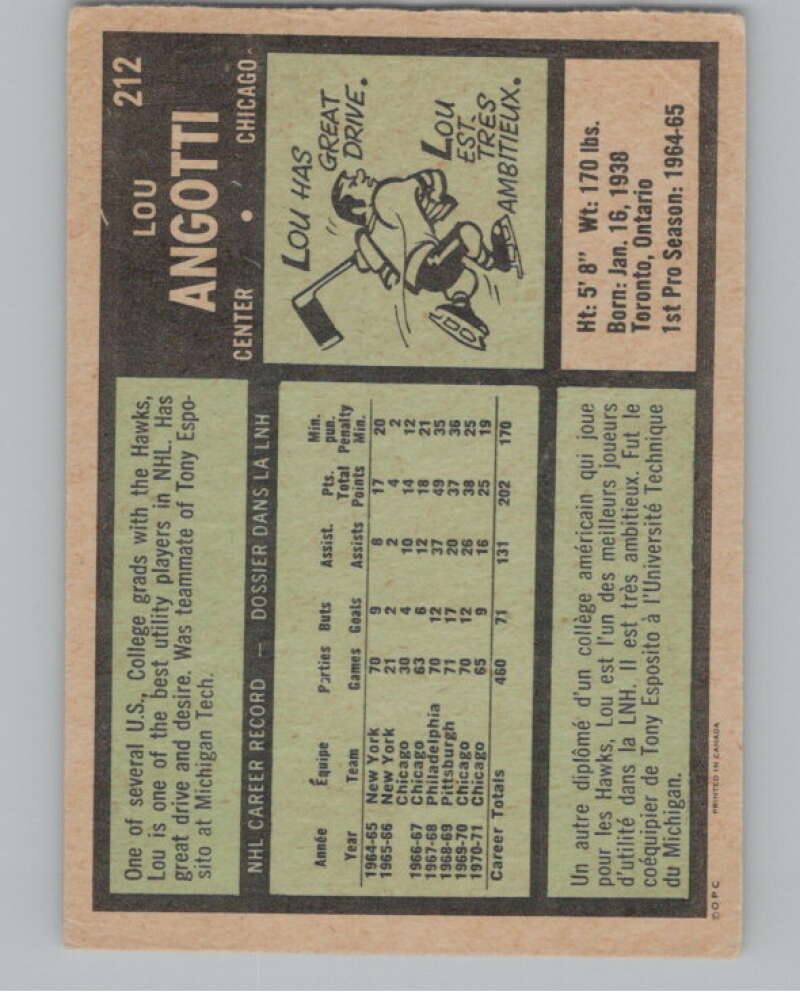 212
LOU
ANGOTTI
CENTER • CHICAGO
One of several U.S., College grads with the Hawks,
Lou is one of the best utility players in NHL. Has
great drive and desire. Was teammate of Tony Espo-
sito at Michigan Tech.
LOU HAS
GREAT
DRIVE.
LOU
EST
TRÈS
AMBITIEUX.
NHL CAREER RECORD — DOSSIER DANS LA LNH
Année Équipe Parties Buts Assist. Pts. Min.
Total pun.
Year Team Games Goals Assists Points Penalty
Min.
1964-65 New York 70 9 8 17 20
1965-66 New York 21 2 2 4 2
Chicago 30 4 10 14 12
1966-67 Chicago 63 6 12 18 21
1967-68 Philadelphia 70 12 37 49 35
1968-69 Pittsburgh 71 17 20 37 36
1969-70 Chicago 70 12 26 38 25
1970-71 Chicago 65 9 16 25 19
Career Totals 460 71 131 202 170
Ht: 5' 8" Wt: 170 lbs.
Born: Jan. 16, 1938
Toronto, Ontario
1st Pro Season: 1964-65
Un autre diplômé d'un collège américain qui joue
pour les Hawks, Lou est l'un des meilleurs joueurs
d'utilité dans la LNH. Il est très ambitieux. Fut le
coéquipier de Tony Esposito à l'Université Technique
du Michigan.
© O P C PRINTED IN CANADA